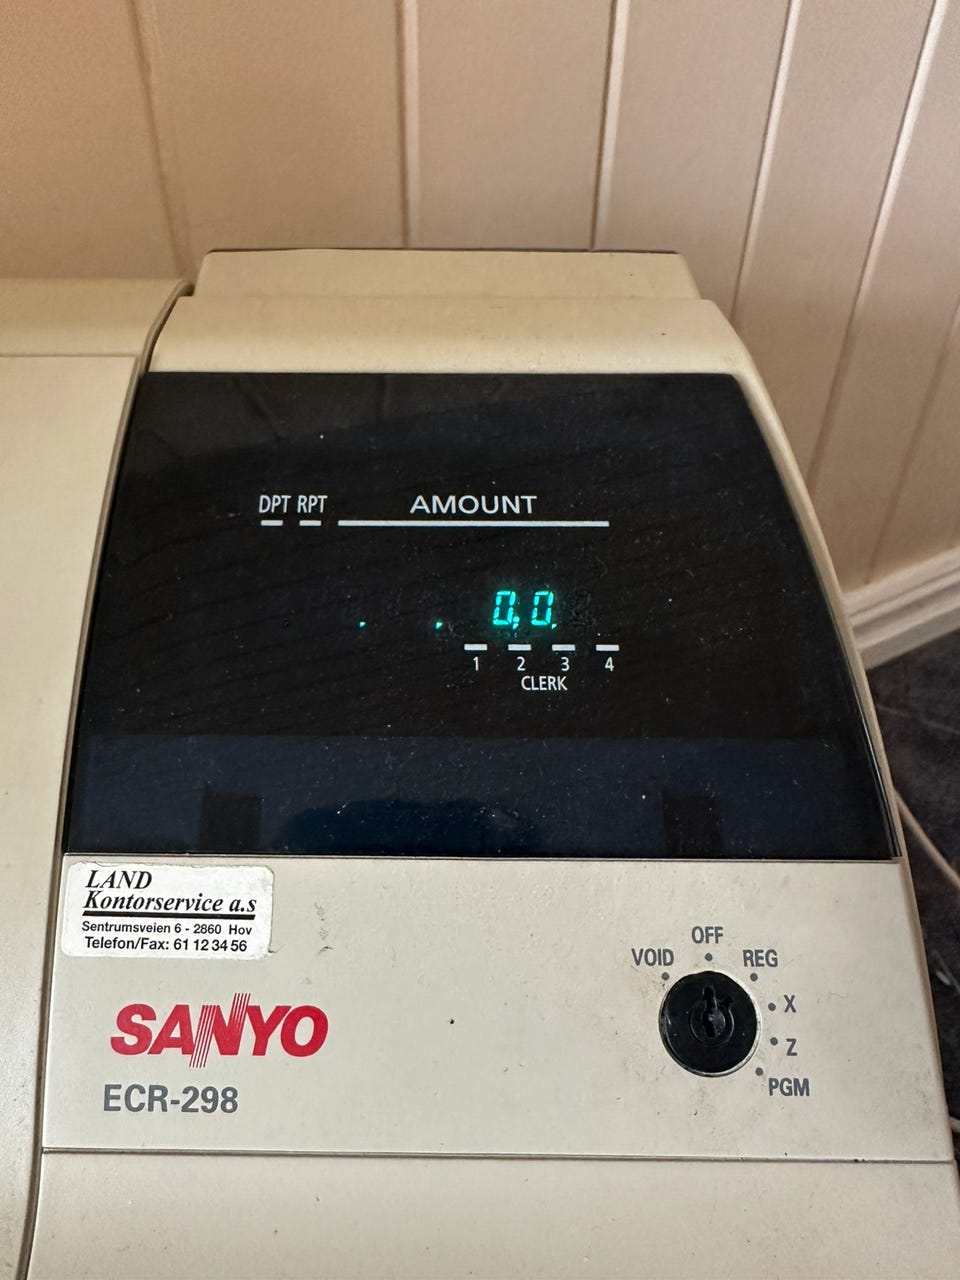 DPT RPT AMOUNT
0.0.
1 2 3 4
CLERK
LAND
Kontorservice a.s
Sentrumsveien 6 - 2860 Hov
Telefon/Fax: 61 12 34 56
OFF
VOID REG
X
Z
PGM
SANYO
ECR-298